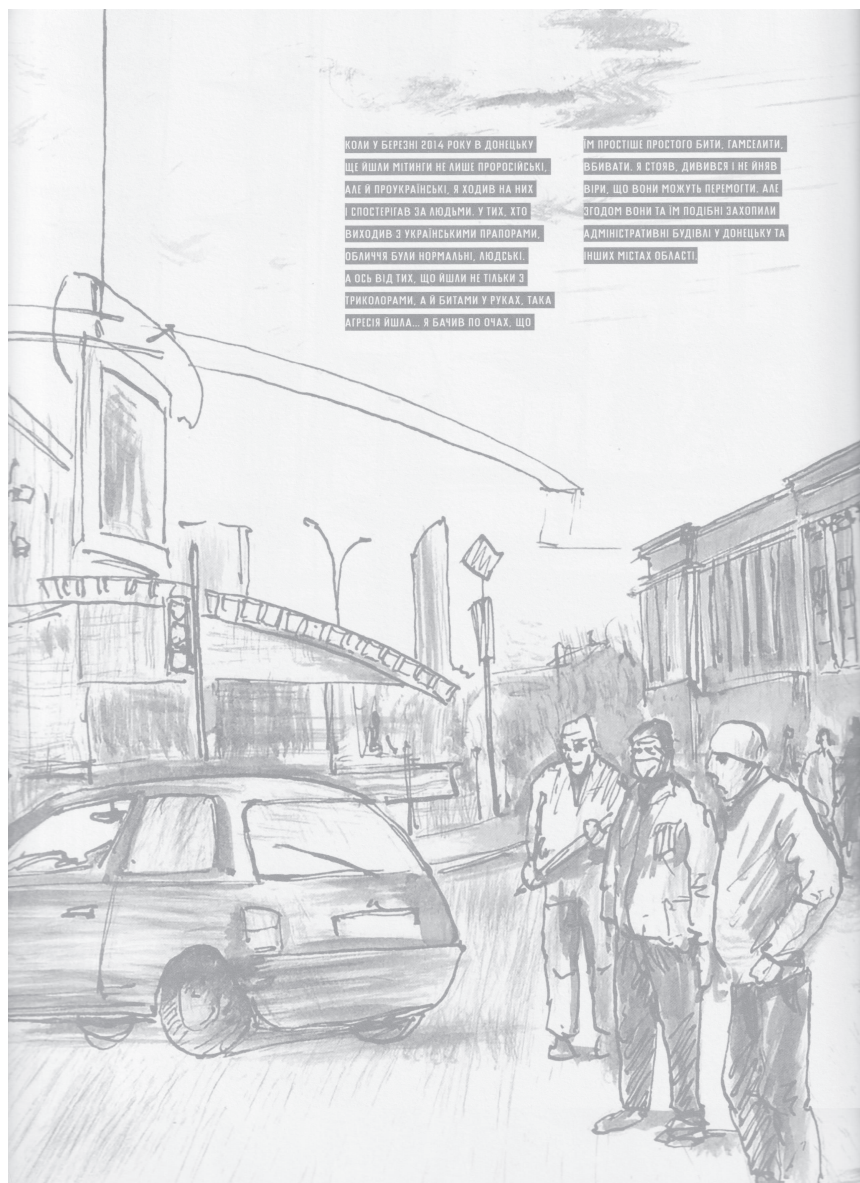 КОЛИ У БЕРЕЗНІ 2014 РОКУ В ДОНЕЦЬКУ
ЩЕ ЙШЛИ МІТИНГИ НЕ ЛИШЕ ПРОРОСІЙСЬКІ,
АЛЕ Й ПРОУКРАЇНСЬКІ, Я ХОДИВ НА НИХ
І СПОСТЕРІГАВ ЗА ЛЮДЬМИ. У ТИХ, ХТО
ВИХОДИВ З УКРАЇНСЬКИМИ ПРАПОРАМИ,
ОБЛИЧЧЯ БУЛИ НОРМАЛЬНІ, ЛЮДСЬКІ.
А ОСЬ ВІД ТИХ, ЩО ЙШЛИ НЕ ТІЛЬКИ З
ТРИКОЛОРАМИ, А Й БИТАМИ У РУКАХ, ТАКА
АГРЕСІЯ ЙШЛА... Я БАЧИВ ПО ОЧАХ, ЩО
ЇМ ПРОСТІШЕ ПРОСТОГО БИТИ, ГАМСЕЛИТИ,
ВБИВАТИ. Я СТОЯВ, ДИВИВСЯ І НЕ ЙНЯВ
ВІРИ, ЩО ВОНИ МОЖУТЬ ПЕРЕМОГТИ. АЛЕ
ЗГОДОМ ВОНИ ТА ЇМ ПОДІБНІ ЗАХОПИЛИ
АДМІНІСТРАТИВНІ БУДІВЛІ У ДОНЕЦЬКУ ТА
ІНШИХ МІСТАХ ОБЛАСТІ.